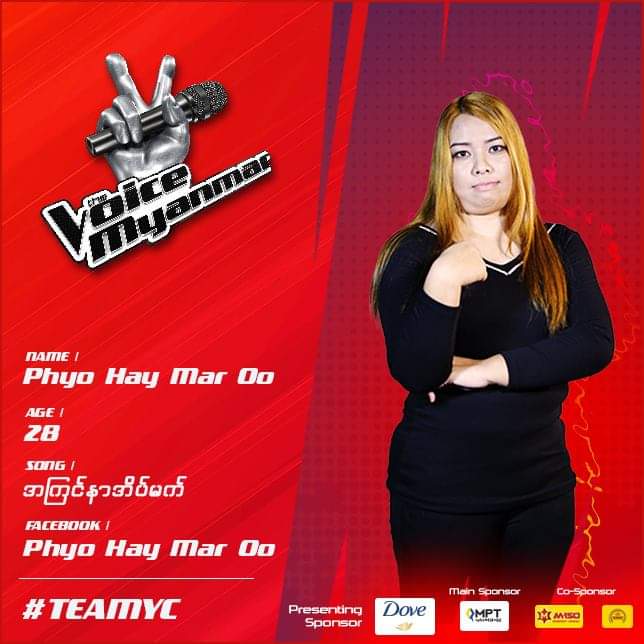 The
Voice
Myanmar
NAME /
Phyo Hay Mar Oo
AGE /
28
SONG /
အကြင်နာအိပ်မက်
FACEBOOK /
Phyo Hay Mar Oo
#TEAMYC
Presenting
Sponsor
Dove
Main Sponsor
MPT
Co-Sponsor